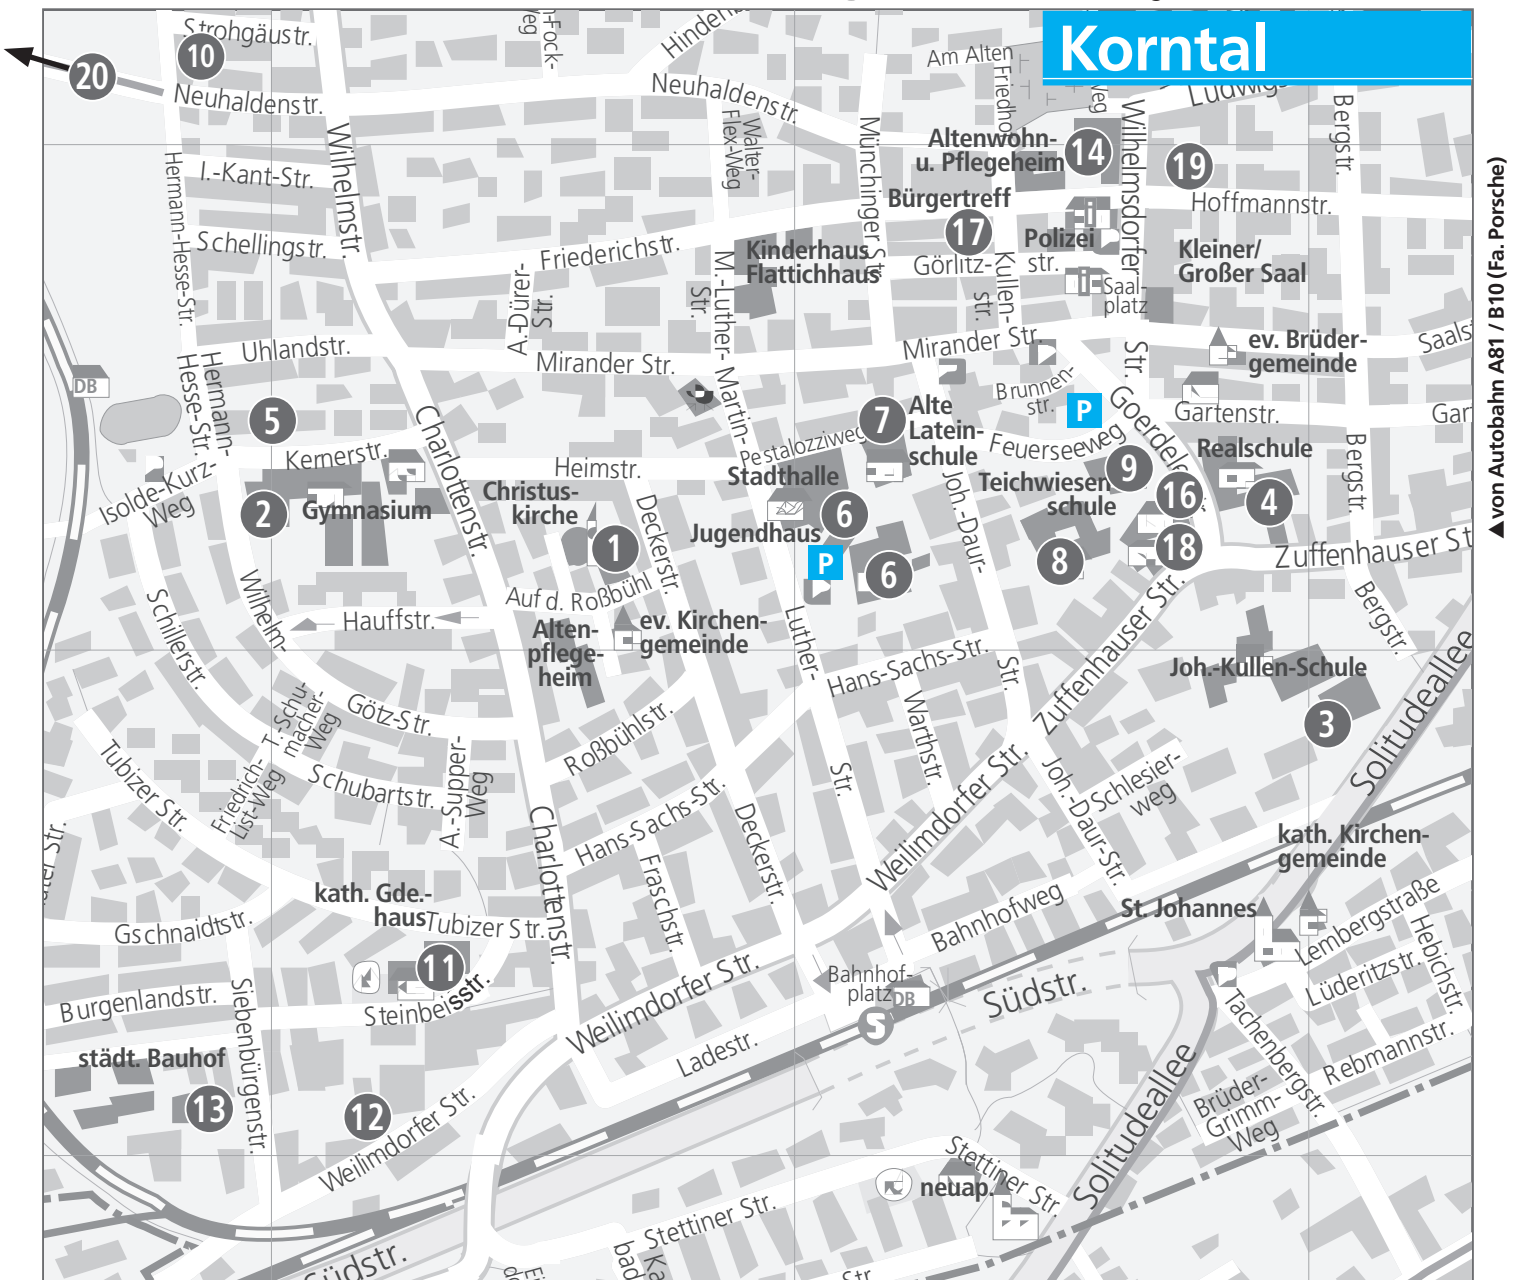 Korntal
▲von Autobahn A81 / B10 (Fa. Porsche)
Strohgäustr.
10
20
Neuhaldenstr.
Neuhaldenstr.
Am Alten
Friedhof
Wilhelmstr.
Hermann-Hesse-Str.
I.-Kant-Str.
Schellingstr.
Walter-
Flex-Weg
Münchinger Str.
Altenwohn-
u. Pflegeheim
14
19
Wilhelmsdorfer
Str.
Bergstr.
Hoffmannstr.
Bürgertreff
17
Polizei
Kleiner/
Großer Saal
Friederichstr.
Kinderhaus
Flattichhaus
Görlitz-
str.
Kullen-
str.
Saal-
platz
A.-Dürer-
Str.
M.-Luther-
Str.
Uhlandstr.
Mirander Str.
Mirander Str.
ev. Brüder-
gemeinde
DB
Hermann-
Hesse-Str.
5
Charlottenstr.
Martin-
Luther-
Str.
Brunnen-
str.
P
Goerdeler
Gartenstr.
7
Alte
Latein-
schule
Pestalozziweg
Feuerseeweg
Realschule
Bergstr.
Kernerstr.
Heimstr.
Stadthalle
9
Teichwiesen
schule
16
4
Isolde-Kurz-
Weg
2
Gymnasium
Christus-
kirche
1
Deckerstr.
Jugendhaus
6
P
6
Joh.-Daur-
Str.
8
18
Zuffenhauser St
Wilhelm-
Götz-Str.
Schillerstr.
Hauffstr.
Auf d. Roßbühl
Alten-
pflege-
heim
ev. Kirchen-
gemeinde
Hans-Sachs-Str.
Zuffenhauser Str.
Bergstr.
Joh.-Kullen-Schule
3
Solitudeallee
T.-Schu-
macher-
Weg
Tubizer Str.
Friedrich-
List-Weg
Schubartstr.
A.-Supper-
Weg
Roßbühlstr.
Hans-Sachs-Str.
Warthstr.
Weilimdorfer Str.
Joh.-Daur-Str.
Schlesier-
weg
Charlottenstr.
Fraschstr.
Deckerstr.
kath. Kirchen-
gemeinde
kath. Gde.-
haus
Tubizer Str.
Gschnaidtstr.
11
Bahnhofweg
St. Johannes
Lembergstraße
Hebichstr.
Lüderitzstr.
Burgenlandstr.
Siebenbürgenstr.
Steinbeisstr.
Weilimdorfer Str.
Bahnhof-
platz
DB
S
Südstr.
Ladestr.
Tachenbergstr.
Rebmannstr.
städt. Bauhof
13
12
Weilimdorfer Str.
Solitudeallee
Brüder-
Grimm-
Weg
neuap.
Stettiner Str.
Stettiner Str.
Südstr.